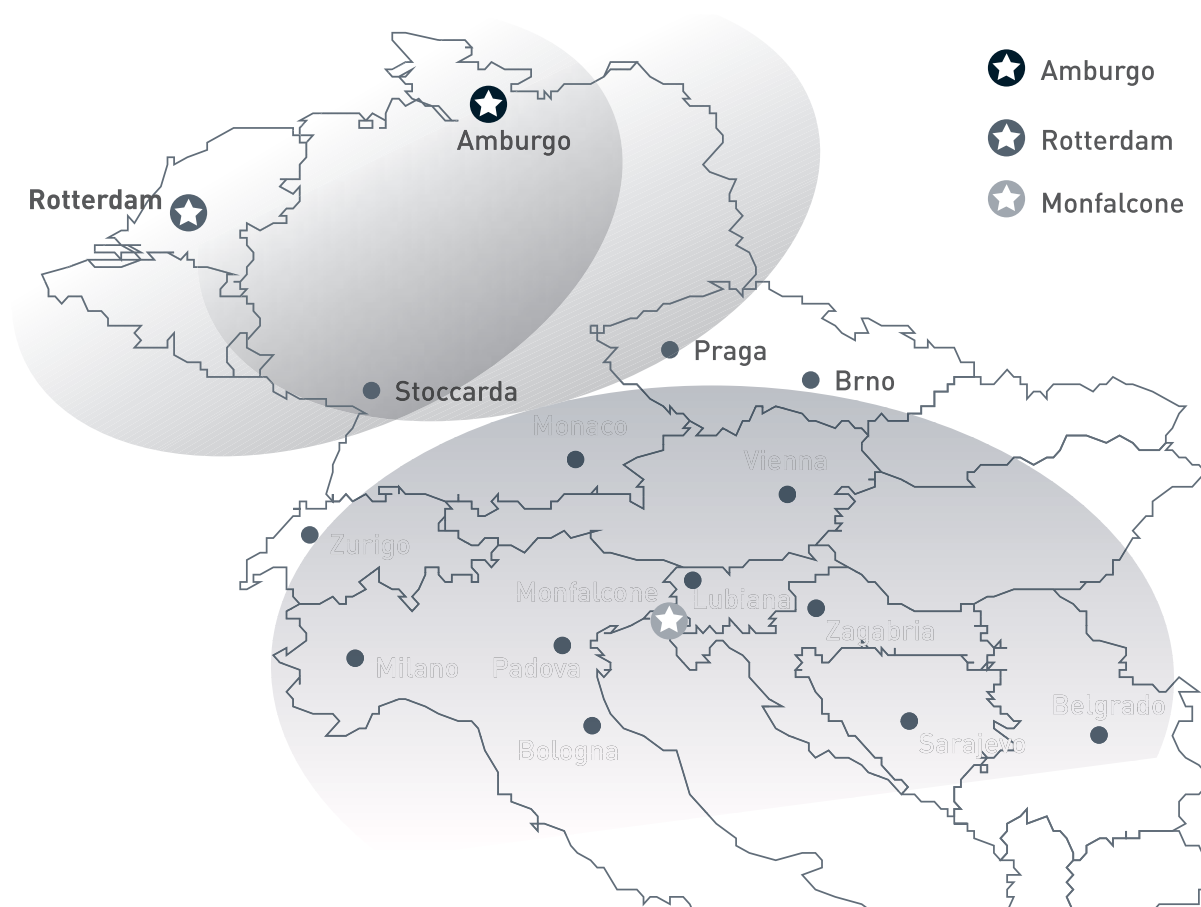 Amburgo
Amburgo
Rotterdam
Rotterdam
Monfalcone
Praga
Brno
Stoccarda
Monaco
Vienna
Zurigo
Monfalcone
Lubiana
Zagabria
Milano
Padova
Belgrado
Bologna
Sarajevo